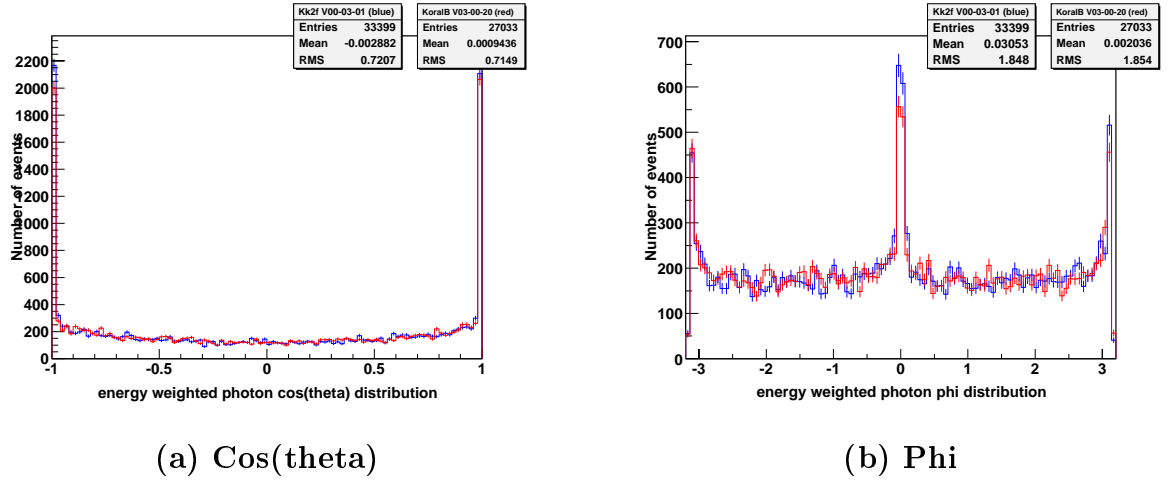 Kk2f V00-03-01 (blue)
Entries 33399
Mean -0.002882
RMS 0.7207
KoralB V03-00-20 (red)
Entries 27033
Mean 0.0009436
RMS 0.7149
Number of events
2200
2000
1800
1600
1400
1200
1000
800
600
400
200
0
-1 -0.5 0 0.5 1
energy weighted photon cos(theta) distribution
(a) Cos(theta)
Kk2f V00-03-01 (blue)
Entries 33399
Mean 0.03053
RMS 1.848
KoralB V03-00-20 (red)
Entries 27033
Mean 0.002036
RMS 1.854
Number of events
700
600
500
400
300
200
100
0
-3 -2 -1 0 1 2 3
energy weighted photon phi distribution
(b) Phi